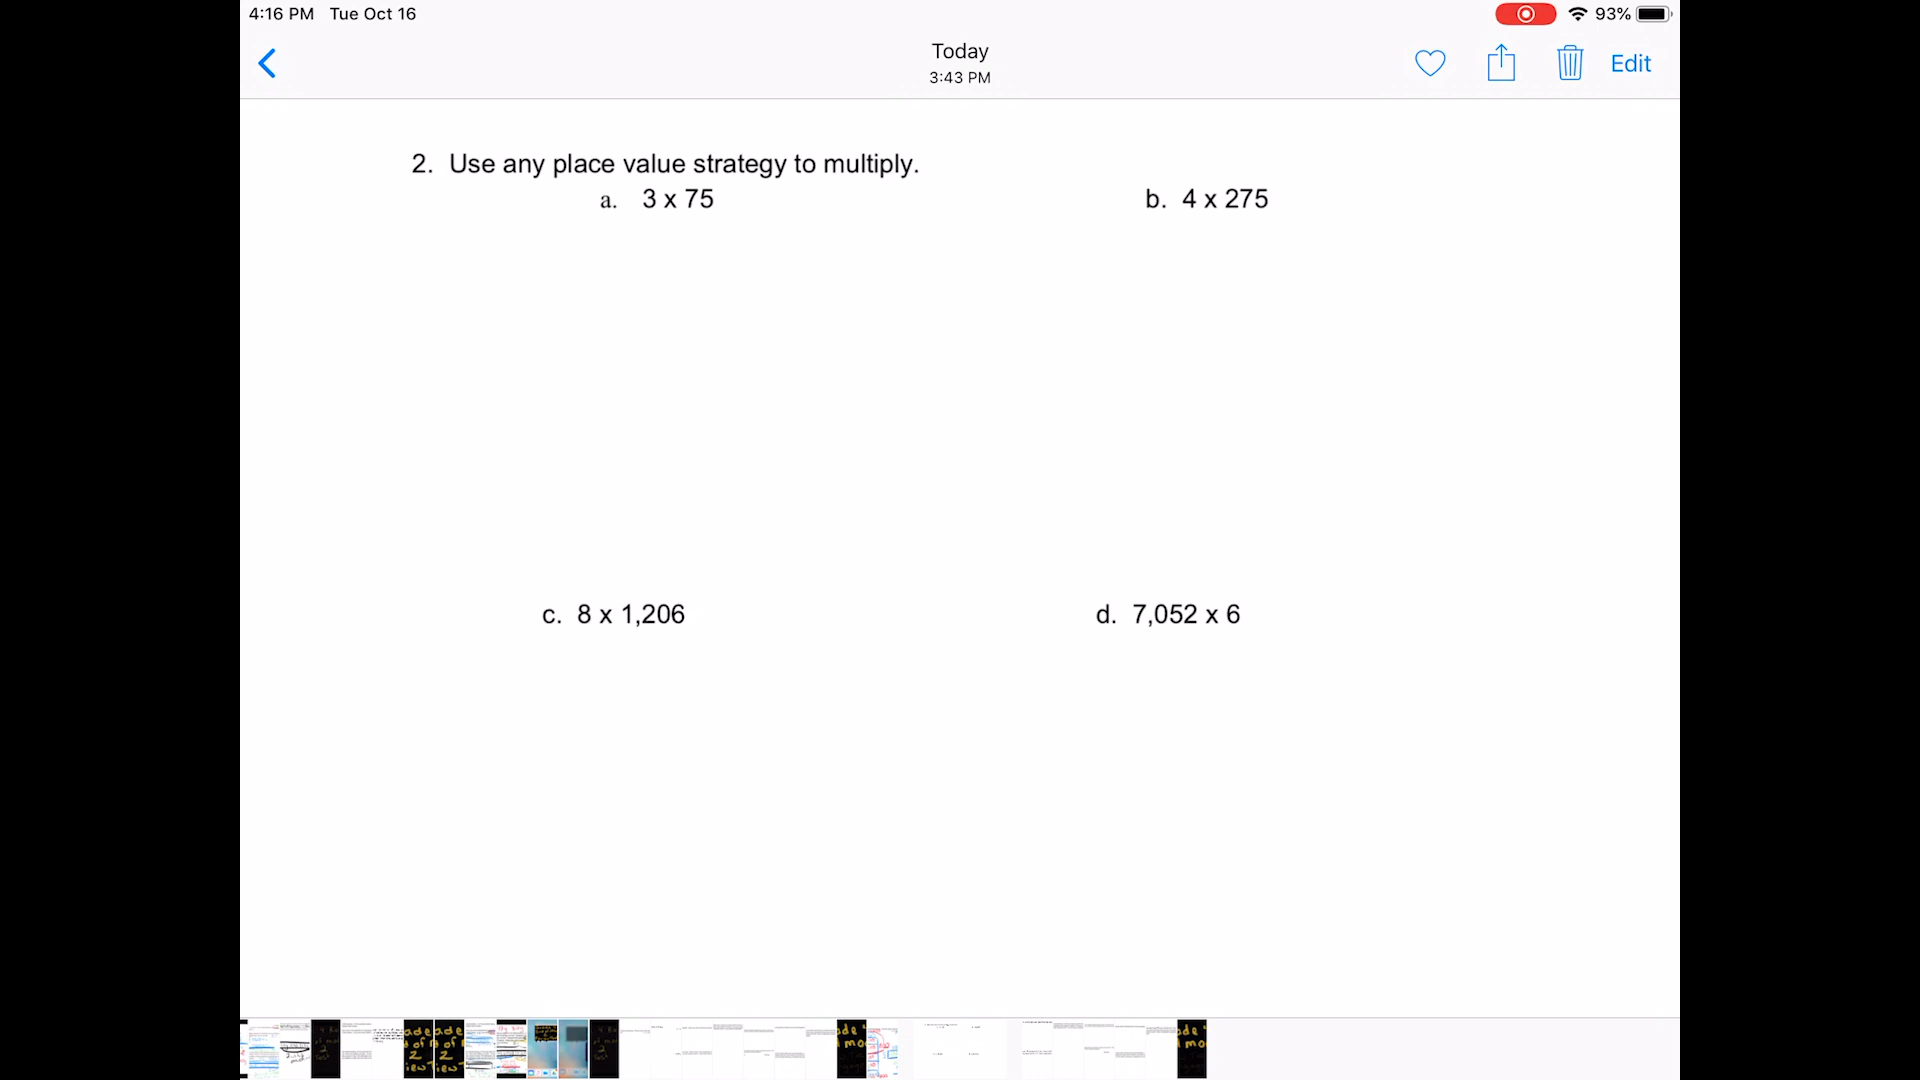 4:16 PM Tue Oct 16
93%
Today
3:43 PM
Edit
2. Use any place value strategy to multiply.
a. 3 x 75
b. 4 x 275
c. 8 x 1,206
d. 7,052 x 6